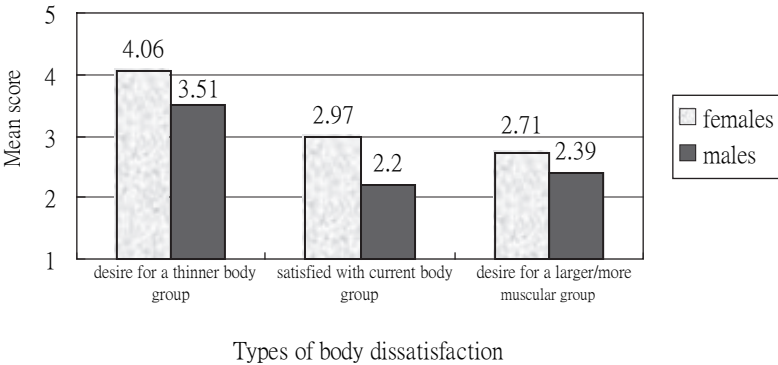 5
4
3
2
1
Mean score
4.06
3.51
2.97
2.2
2.71
2.39
desire for a thinner body
group
satisfied with current body
group
desire for a larger/more
muscular group
Types of body dissatisfaction
females
males